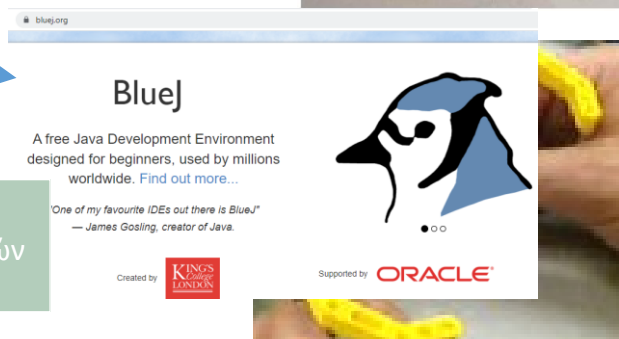 bluej.org
BlueJ
A free Java Development Environment
designed for beginners, used by millions
worldwide. Find out more...
"One of my favourite IDEs out there is BlueJ"
— James Gosling, creator of Java.
ών
Created by
KING'S
College
LONDON
Supported by ORACLE